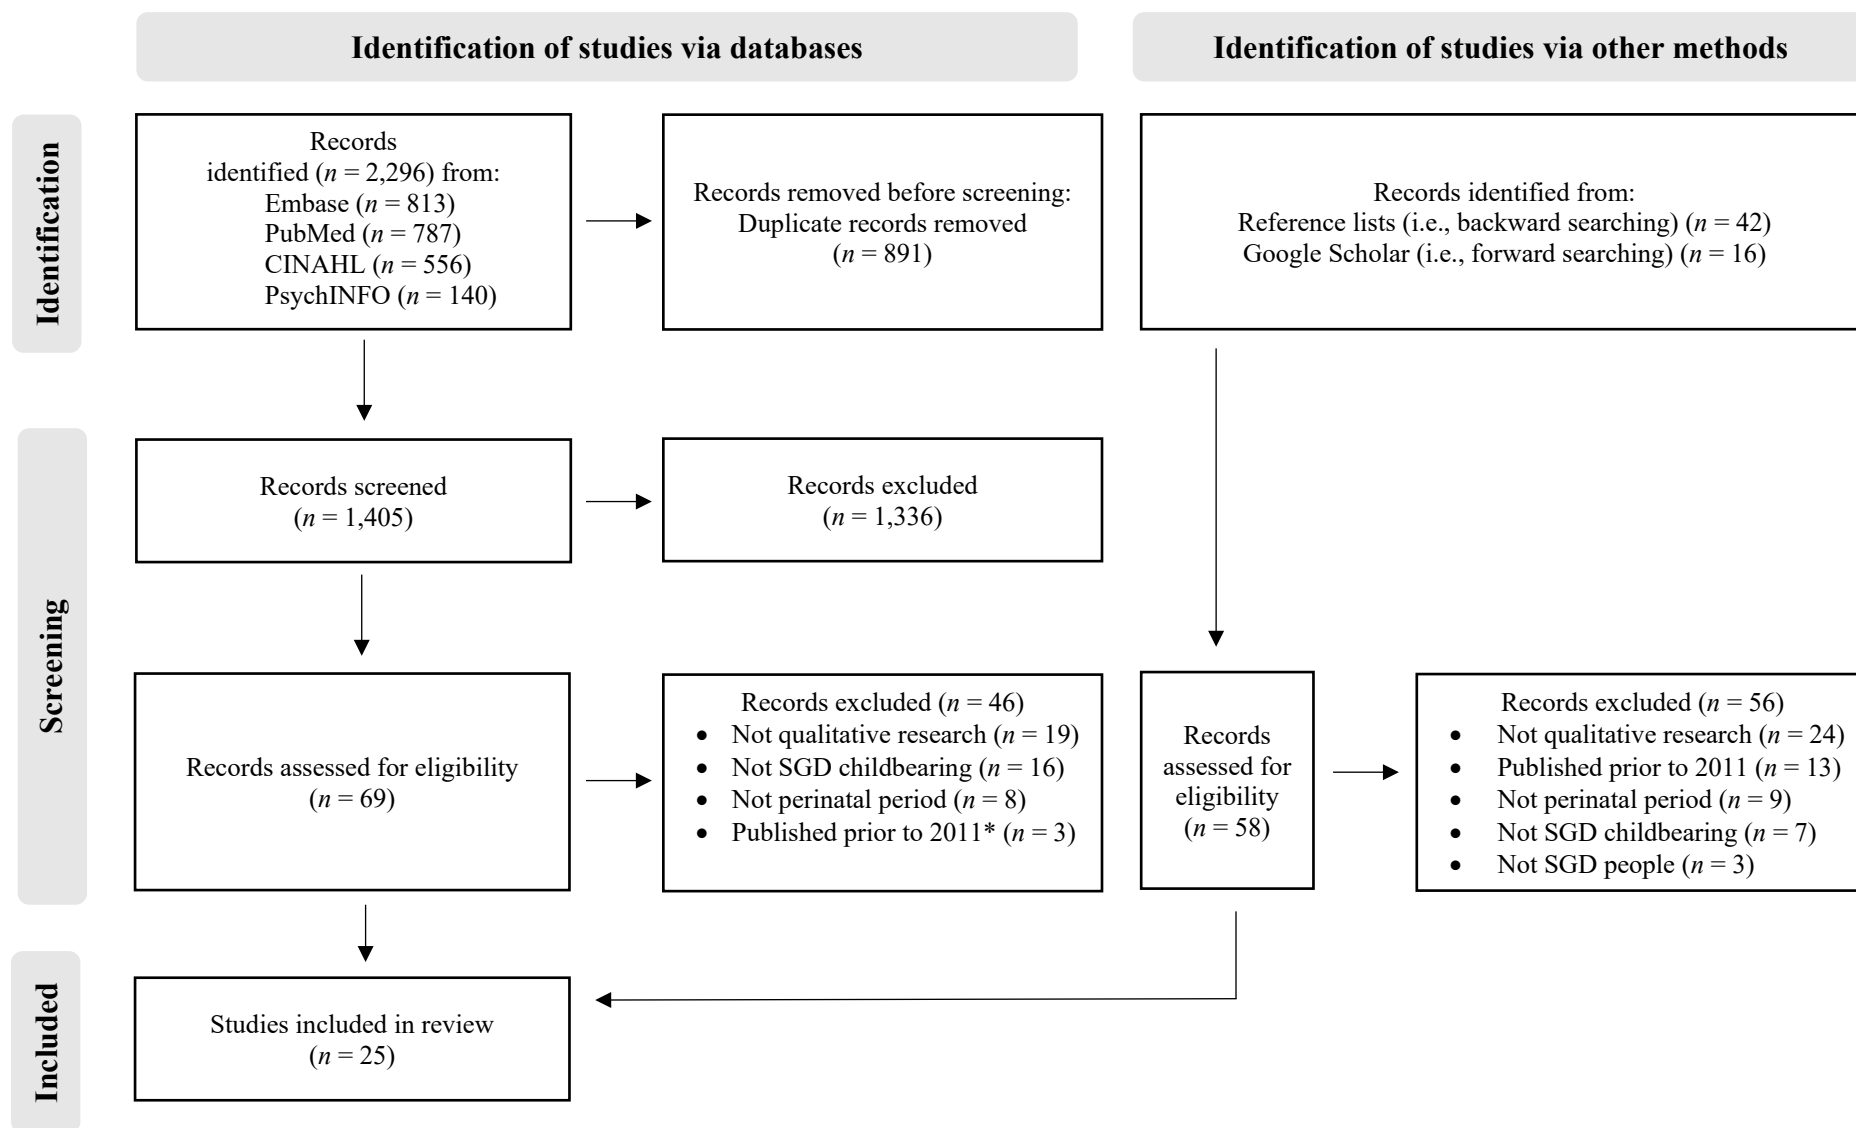 Identification of studies via databases
Identification of studies via other methods
Identification
Records
identified (n = 2,296) from:
Embase (n = 813)
PubMed (n = 787)
CINAHL (n = 556)
PsychINFO (n = 140)
Records removed before screening:
Duplicate records removed
(n = 891)
Records identified from:
Reference lists (i.e., backward searching) (n = 42)
Google Scholar (i.e., forward searching) (n = 16)
Screening
Records screened
(n = 1,405)
Records excluded
(n = 1,336)
Records assessed for eligibility
(n = 69)
Records excluded (n = 46)
• Not qualitative research (n = 19)
• Not SGD childbearing (n = 16)
• Not perinatal period (n = 8)
• Published prior to 2011* (n = 3)
Records
assessed for
eligibility
(n = 58)
Records excluded (n = 56)
• Not qualitative research (n = 24)
• Published prior to 2011 (n = 13)
• Not perinatal period (n = 9)
• Not SGD childbearing (n = 7)
• Not SGD people (n = 3)
Included
Studies included in review
(n = 25)